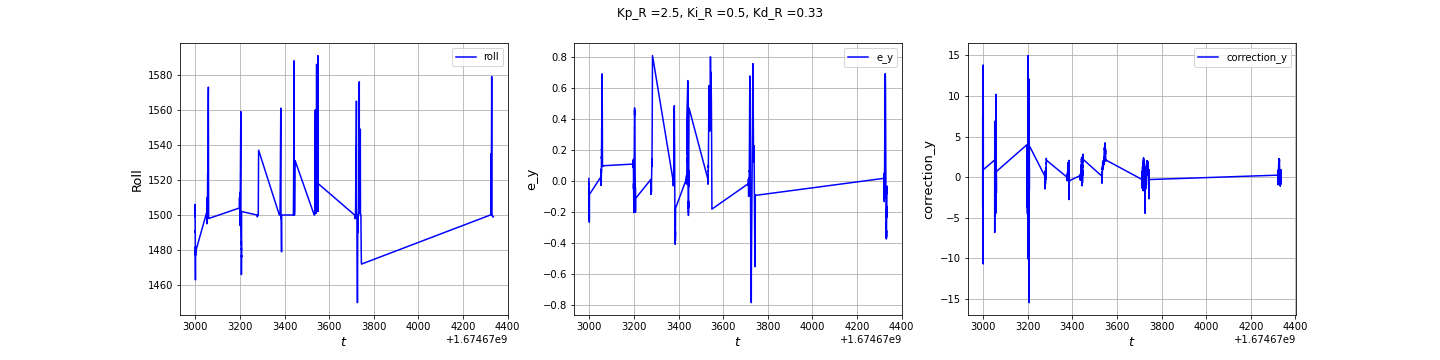 Kp_R =2.5, Ki_R =0.5, Kd_R =0.33
roll
1580
1560
1540
1520
1500
1480
1460
Roll
3000 3200 3400 3600 3800 4000 4200 4400
+1.67467e9
t
e_y
0.8
0.6
0.4
0.2
0.0
−0.2
−0.4
−0.6
−0.8
e_y
3000 3200 3400 3600 3800 4000 4200 4400
+1.67467e9
t
correction_y
15
10
5
0
−5
−10
−15
correction_y
3000 3200 3400 3600 3800 4000 4200 4400
+1.67467e9
t